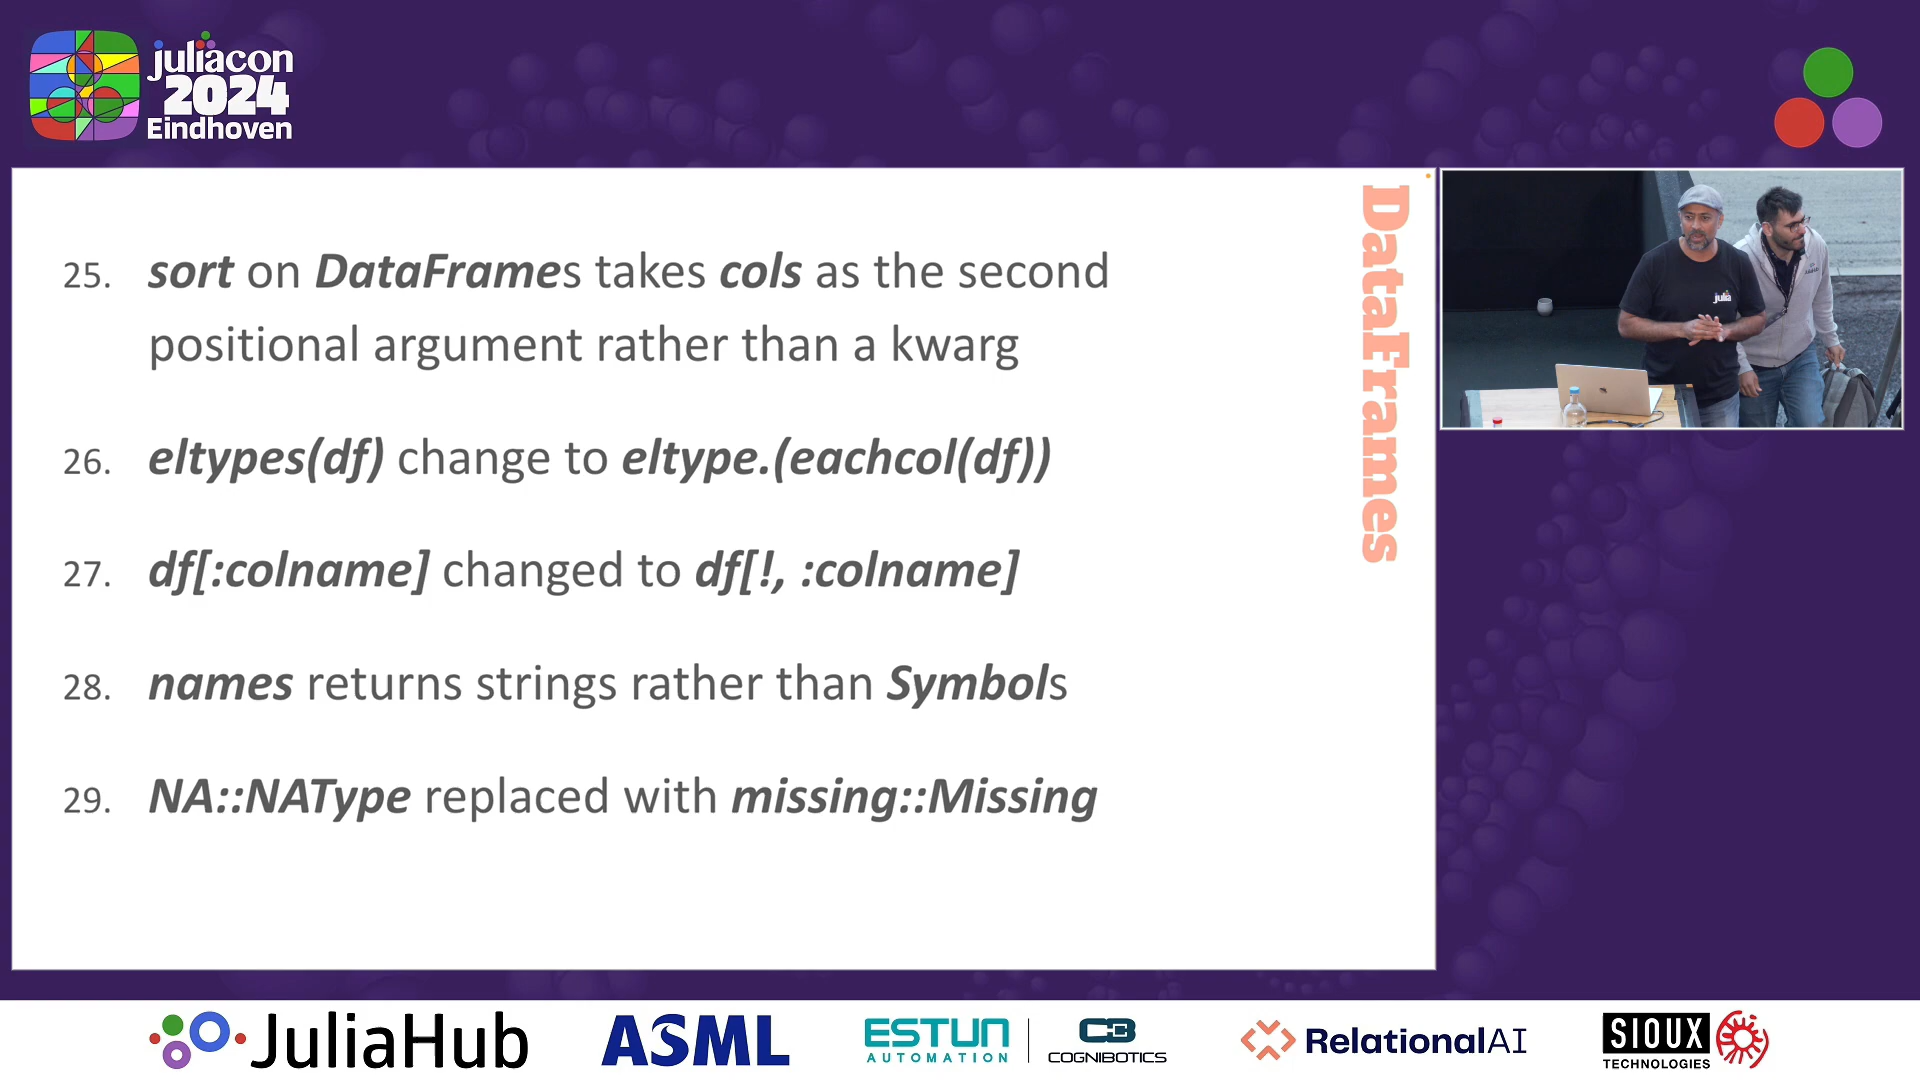 juliacon
2024
Eindhoven
DataFrames
25. sort on DataFrames takes cols as the second
positional argument rather than a kwarg
26. eltypes(df) change to eltype.(eachcol(df))
27. df[:colname] changed to df[!, :colname]
28. names returns strings rather than Symbols
29. NA::NAType replaced with missing::Missing
julia
JuliaHub
ASML
ESTUN
AUTOMATION
COGNIBOTICS
RelationalAI
SIOUX
TECHNOLOGIES